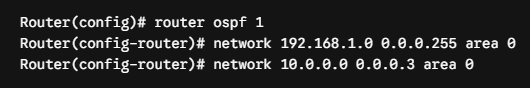 Router(config)# router ospf 1
Router(config-router)# network 192.168.1.0 0.0.0.255 area 0
Router(config-router)# network 10.0.0.0 0.0.0.3 area 0